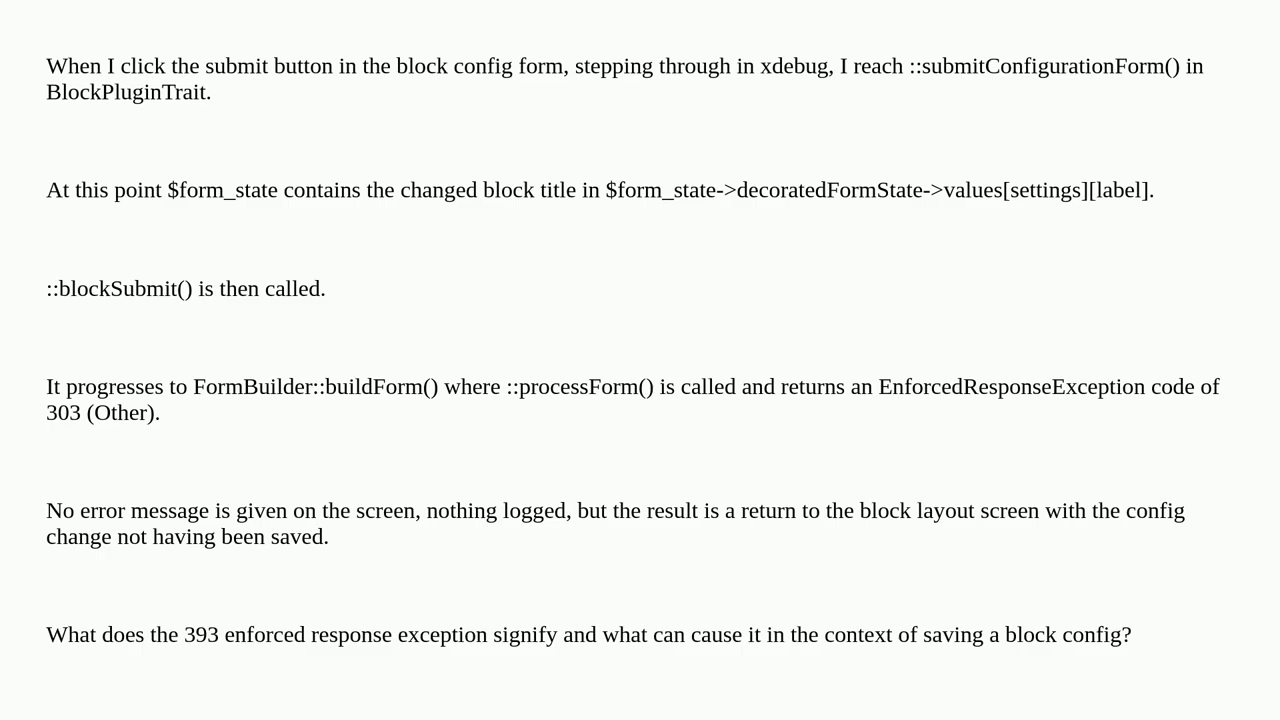 When I click the submit button in the block config form, stepping through in xdebug, I reach ::submitConfigurationForm() in
BlockPluginTrait.
At this point $form_state contains the changed block title in $form_state->decoratedFormState->values[settings][label].
::blockSubmit() is then called.
It progresses to FormBuilder::buildForm() where ::processForm() is called and returns an EnforcedResponseException code of
303 (Other).
No error message is given on the screen, nothing logged, but the result is a return to the block layout screen with the config
change not having been saved.
What does the 393 enforced response exception signify and what can cause it in the context of saving a block config?